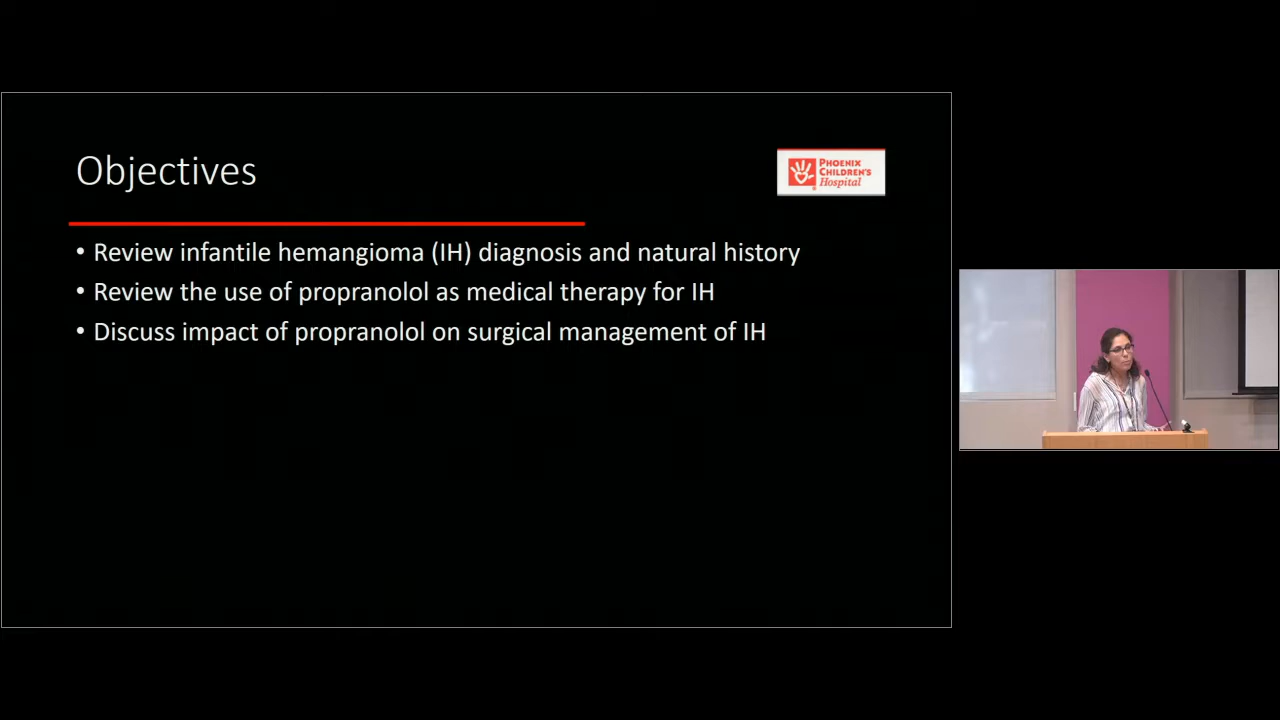 Objectives
PHOENIX
CHILDREN'S
Hospital
• Review infantile hemangioma (IH) diagnosis and natural history
• Review the use of propranolol as medical therapy for IH
• Discuss impact of propranolol on surgical management of IH